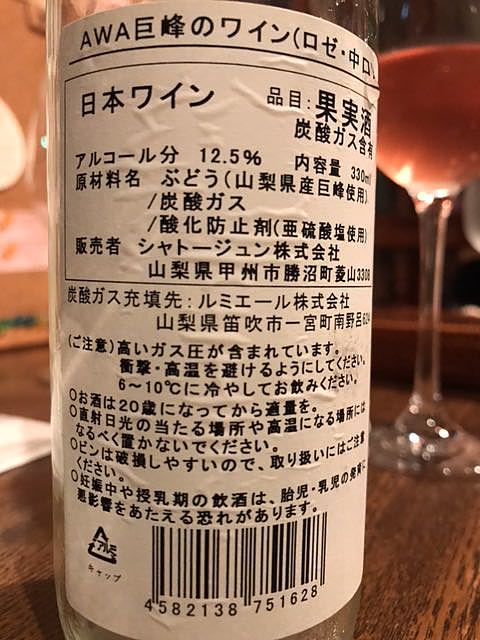 AWA巨峰のワイン(ロゼ・中口
日本ワイン
品目:果実酒
炭酸ガス含有
アルコール分 12.5% 内容量 330ml
原材料名 ぶどう(山梨県産巨峰使用)
/炭酸ガス
/酸化防止剤(亜硫酸塩使用)
販売者 シャトージュン株式会社
山梨県甲州市勝沼町菱山3308
炭酸ガス充填先:ルミエール株式会社
山梨県笛吹市一宮町南野呂624
(ご注意)高いガス圧が含まれています。
衝撃・高温を避けるようにしてください。
6~10℃に冷やしてお飲みください。
○お酒は20歳になってから適量を。
○直射日光の当たる場所や高温になる場所には
なるべく置かないでください。
○ビンは破損しやすいので、取り扱いにはご注意
ください。
○妊娠中や授乳期の飲酒は、胎児・乳児の発育に
悪影響をあたえる恐れがあります。
アルミ
キャップ
4582138 751628